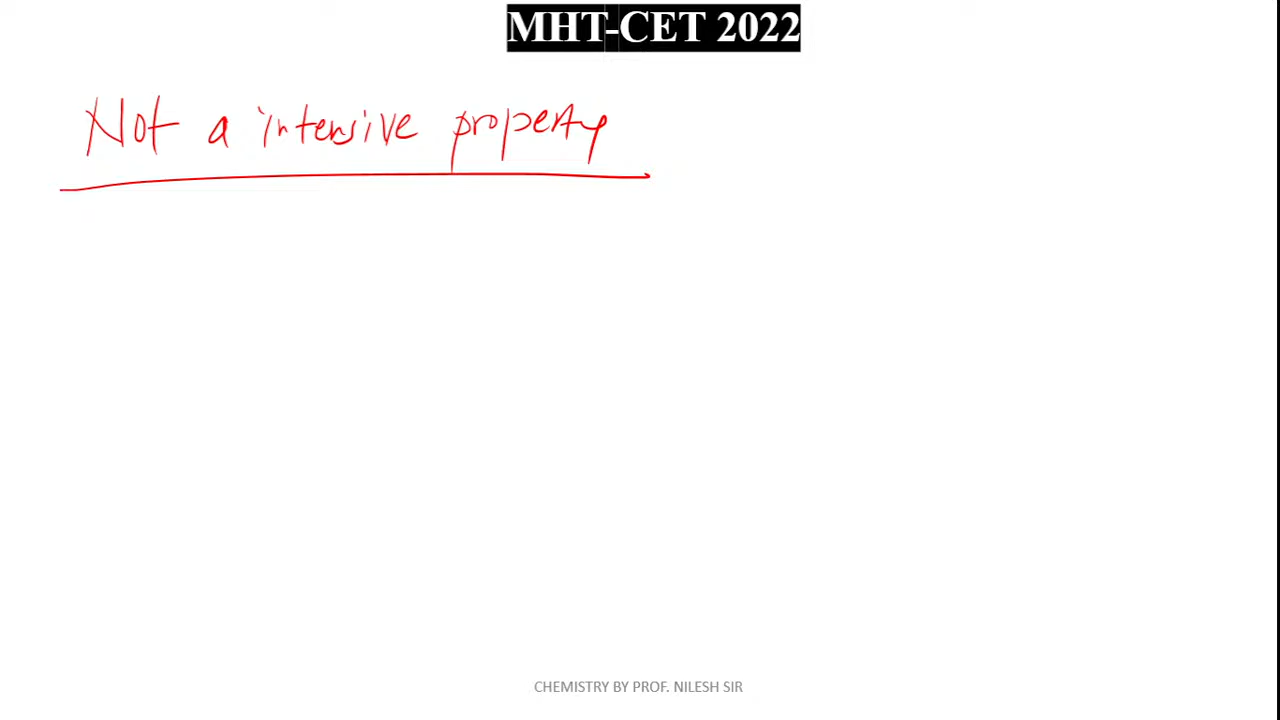 MHT-CET 2022
Not a intensive property
CHEMISTRY BY PROF. NILESH SIR